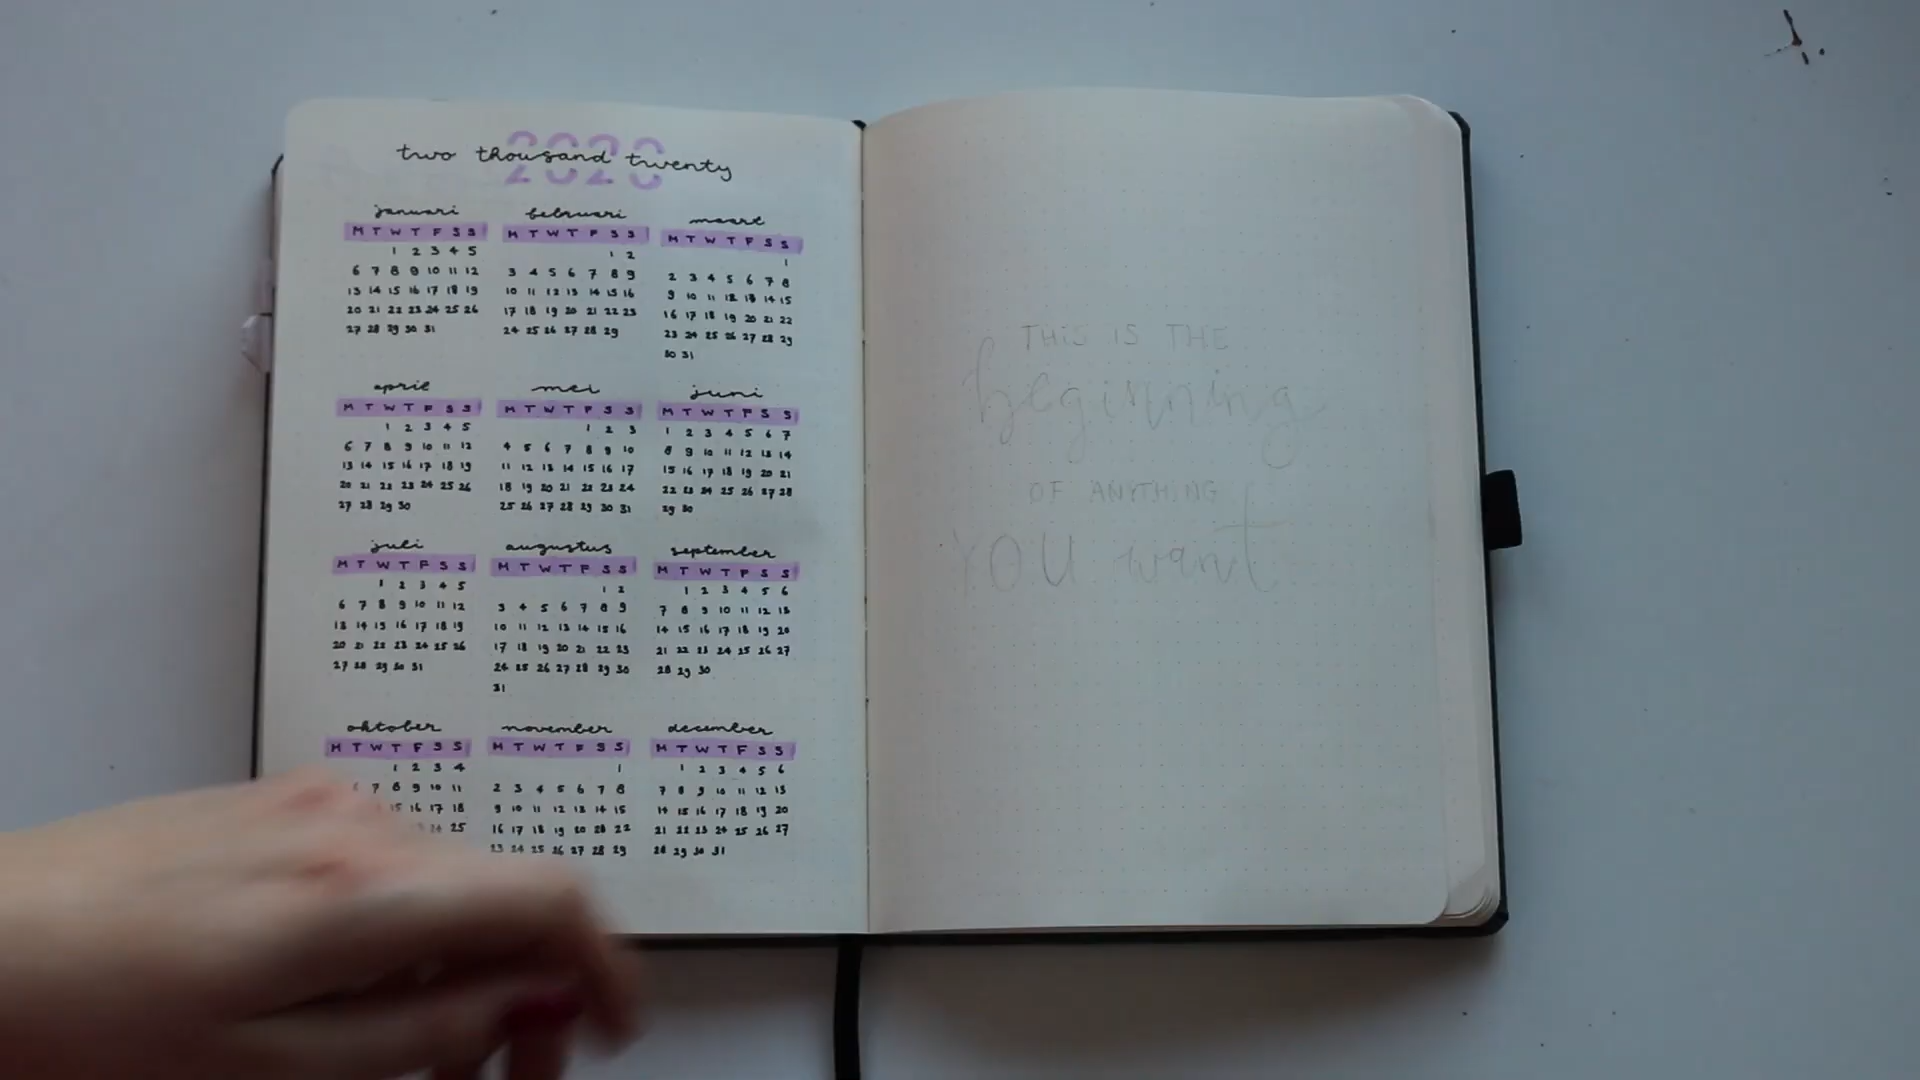 2020
two thousand twenty
januari
M T W T F S S
1 2 3 4 5
6 7 8 9 10 11 12
13 14 15 16 17 18 19
20 21 22 23 24 25 26
27 28 29 30 31
februari
M T W T F S S
1 2
3 4 5 6 7 8 9
10 11 12 13 14 15 16
17 18 19 20 21 22 23
24 25 26 27 28 29
maart
M T W T F S S
1
2 3 4 5 6 7 8
9 10 11 12 13 14 15
16 17 18 19 20 21 22
23 24 25 26 27 28 29
30 31
april
M T W T F S S
1 2 3 4 5
6 7 8 9 10 11 12
13 14 15 16 17 18 19
20 21 22 23 24 25 26
27 28 29 30
mei
M T W T F S S
1 2 3
4 5 6 7 8 9 10
11 12 13 14 15 16 17
18 19 20 21 22 23 24
25 26 27 28 29 30 31
juni
M T W T F S S
1 2 3 4 5 6 7
8 9 10 11 12 13 14
15 16 17 18 19 20 21
22 23 24 25 26 27 28
29 30
juli
M T W T F S S
1 2 3 4 5
6 7 8 9 10 11 12
13 14 15 16 17 18 19
20 21 22 23 24 25 26
27 28 29 30 31
augustus
M T W T F S S
1 2
3 4 5 6 7 8 9
10 11 12 13 14 15 16
17 18 19 20 21 22 23
24 25 26 27 28 29 30
31
september
M T W T F S S
1 2 3 4 5 6
7 8 9 10 11 12 13
14 15 16 17 18 19 20
21 22 23 24 25 26 27
28 29 30
oktober
M T W T F S S
1 2 3 4
7 8 9 10 11
15 16 17 18
24 25
november
M T W T F S S
1
2 3 4 5 6 7 8
9 10 11 12 13 14 15
16 17 18 19 20 21 22
23 24 25 26 27 28 29
december
M T W T F S S
1 2 3 4 5 6
7 8 9 10 11 12 13
14 15 16 17 18 19 20
21 22 23 24 25 26 27
28 29 30 31
THIS IS THE
beginning
OF ANYTHING
YOU want